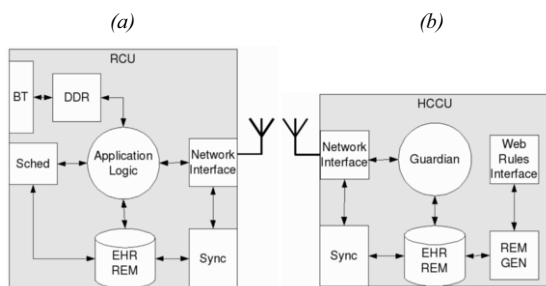 (a)
(b)
RCU
BT
DDR
Sched
Application
Logic
Network
Interface
EHR
REM
Sync
HCCU
Network
Interface
Guardian
Web
Rules
Interface
Sync
EHR
REM
REM
GEN